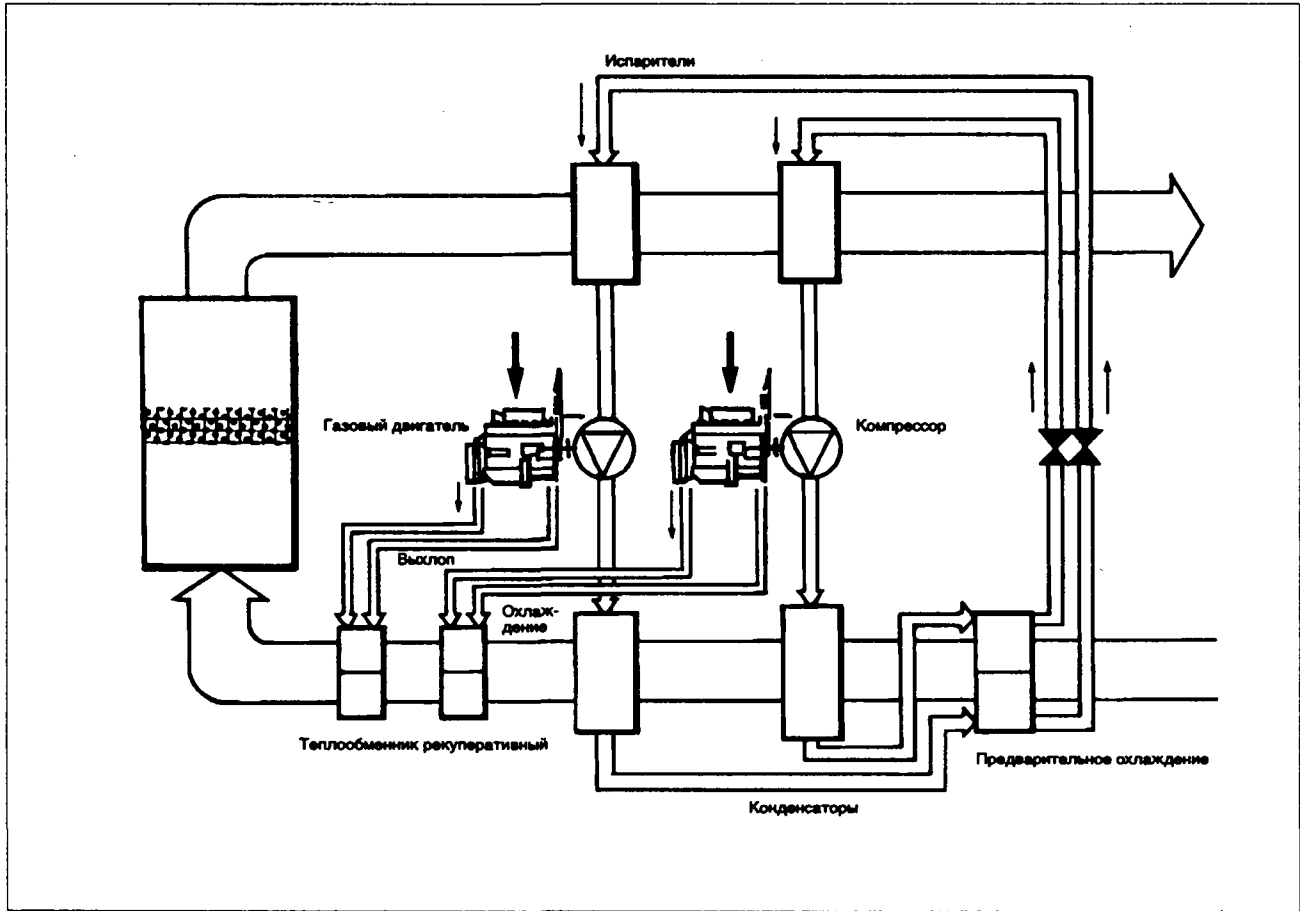 Испарители
Газовый двигатель
Компрессор
Выхлоп
Охлаж-
дение
Теплообменник рекуперативный
Предварительное охлаждение
Конденсаторы